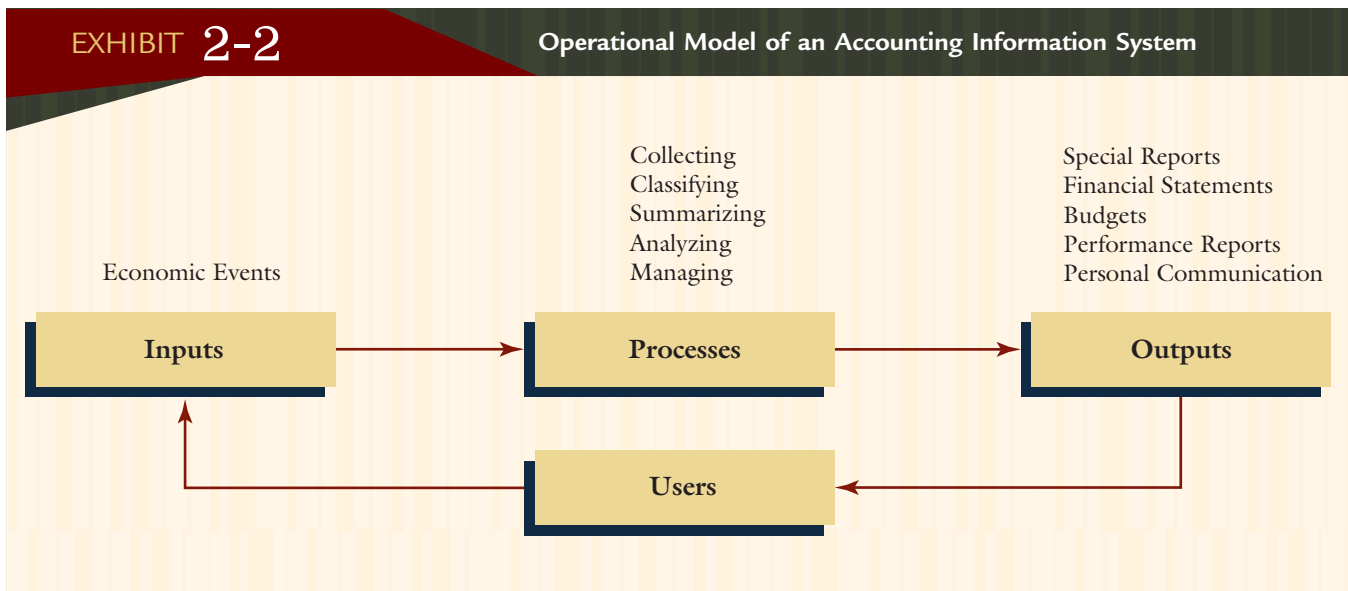 EXHIBIT 2-2
Operational Model of an Accounting Information System
Economic Events
Collecting
Classifying
Summarizing
Analyzing
Managing
Special Reports
Financial Statements
Budgets
Performance Reports
Personal Communication
Inputs
Processes
Outputs
Users